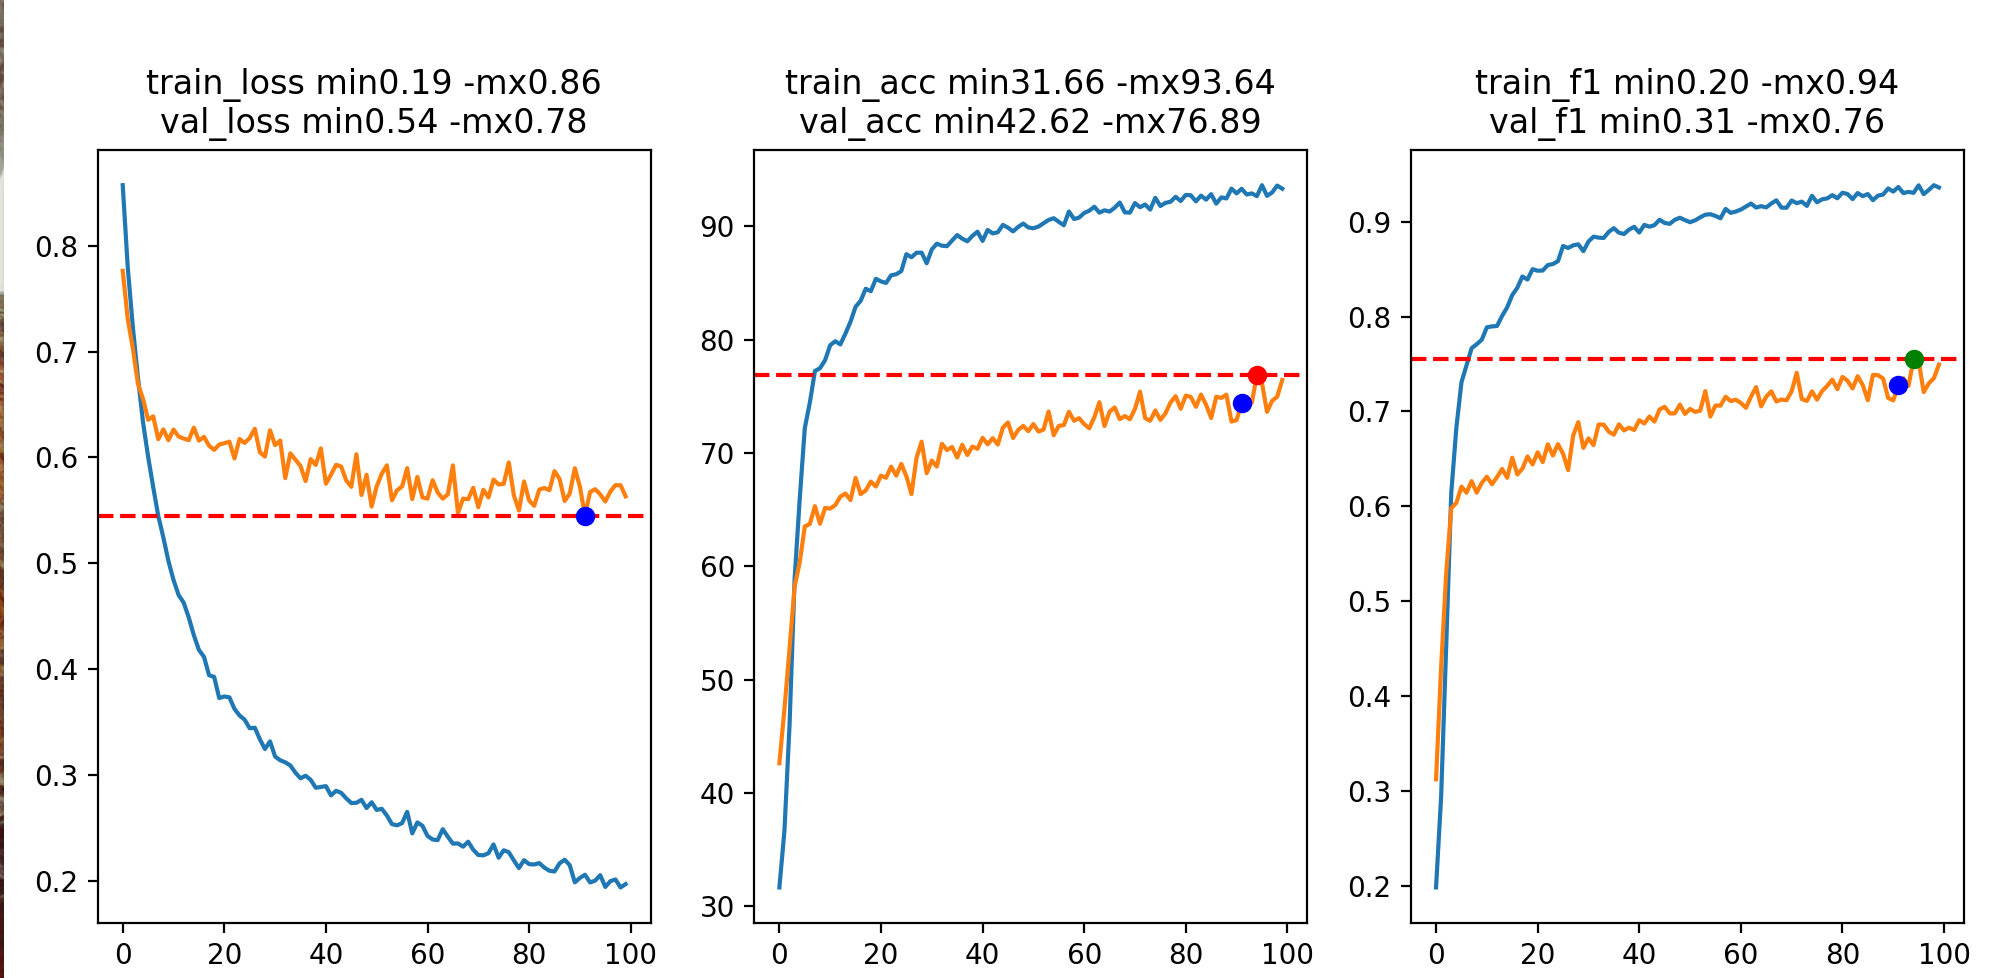 train_loss min0.19 -mx0.86
val_loss min0.54 -mx0.78
0.8
0.7
0.6
0.5
0.4
0.3
0.2
0 20 40 60 80 100
train_acc min31.66 -mx93.64
val_acc min42.62 -mx76.89
90
80
70
60
50
40
30
0 20 40 60 80 100
train_f1 min0.20 -mx0.94
val_f1 min0.31 -mx0.76
0.9
0.8
0.7
0.6
0.5
0.4
0.3
0.2
0 20 40 60 80 100